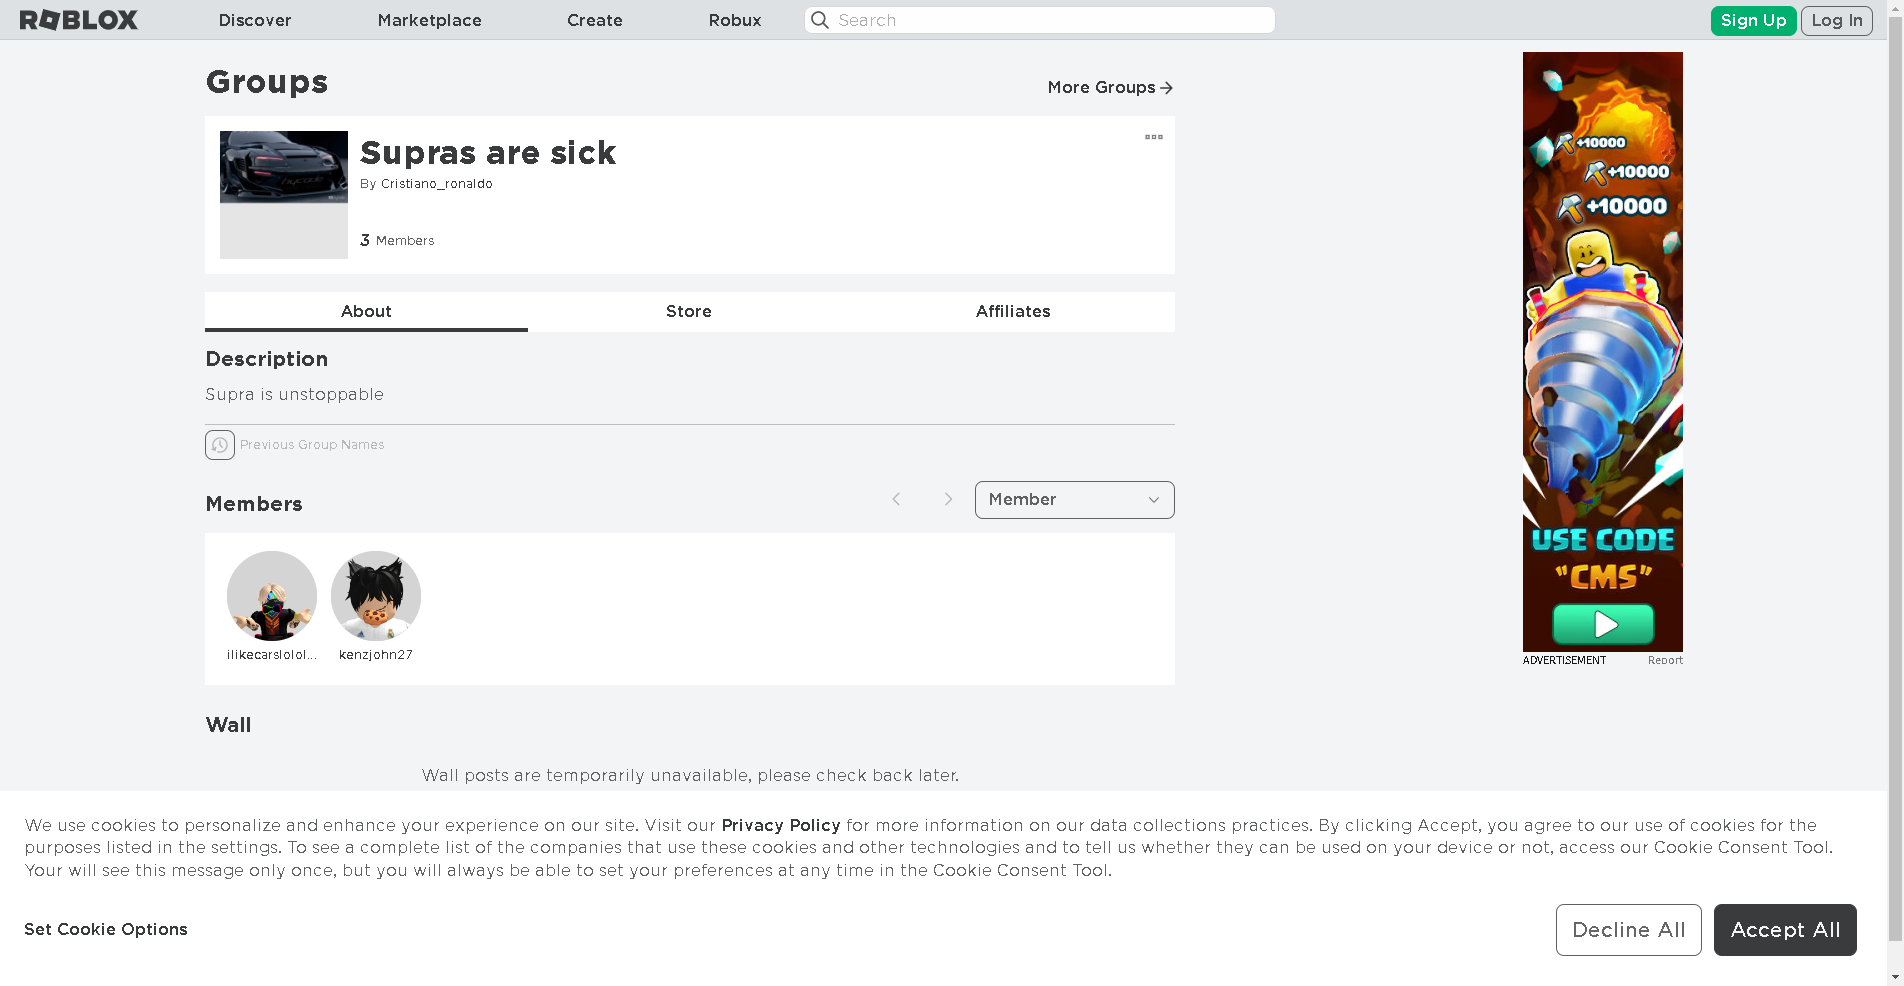 ROBLOX
Discover
Marketplace
Create
Robux
Search
Sign Up
Log In
Groups
More Groups
Supras are sick
By Cristiano_ronaldo
3 Members
About
Store
Affiliates
Description
Supra is unstoppable
Previous Group Names
Members
Member
ilikecarslolol...
kenzjohn27
Wall
Wall posts are temporarily unavailable, please check back later.
+10000
+10000
+10000
USE CODE
"CMS"
ADVERTISEMENT
Report
We use cookies to personalize and enhance your experience on our site. Visit our Privacy Policy for more information on our data collections practices. By clicking Accept, you agree to our use of cookies for the
purposes listed in the settings. To see a complete list of the companies that use these cookies and other technologies and to tell us whether they can be used on your device or not, access our Cookie Consent Tool.
Your will see this message only once, but you will always be able to set your preferences at any time in the Cookie Consent Tool.
Set Cookie Options
Decline All
Accept All